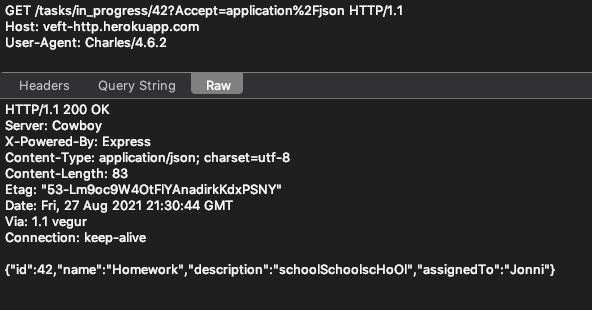 GET /tasks/in_progress/42?Accept=application%2Fjson HTTP/1.1
Host: veft-http.herokuapp.com
User-Agent: Charles/4.6.2
Headers Query String Raw
HTTP/1.1 200 OK
Server: Cowboy
X-Powered-By: Express
Content-Type: application/json; charset=utf-8
Content-Length: 83
Etag: "53-Lm9oc9W4OtFlYAnadirkKdxPSNY"
Date: Fri, 27 Aug 2021 21:30:44 GMT
Via: 1.1 vegur
Connection: keep-alive
{"id":42,"name":"Homework","description":"schoolSchoolscHoOl","assignedTo":"Jonni"}